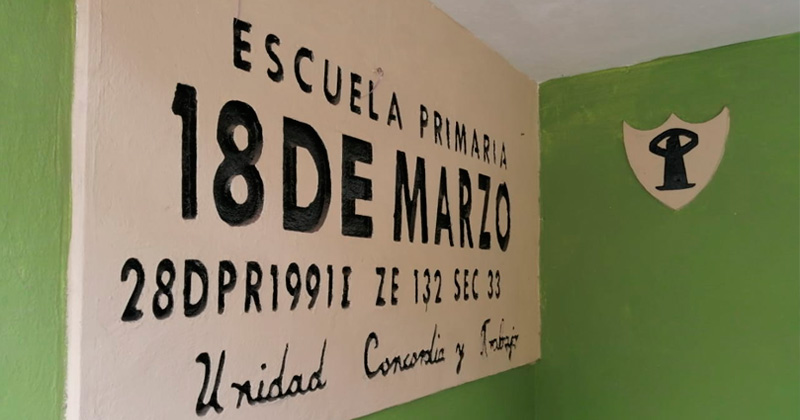 ESCUELA PRIMARIA
18 DE MARZO
28DPR1991I ZE 132 SEC 33
Unidad Concordia y Trabajo